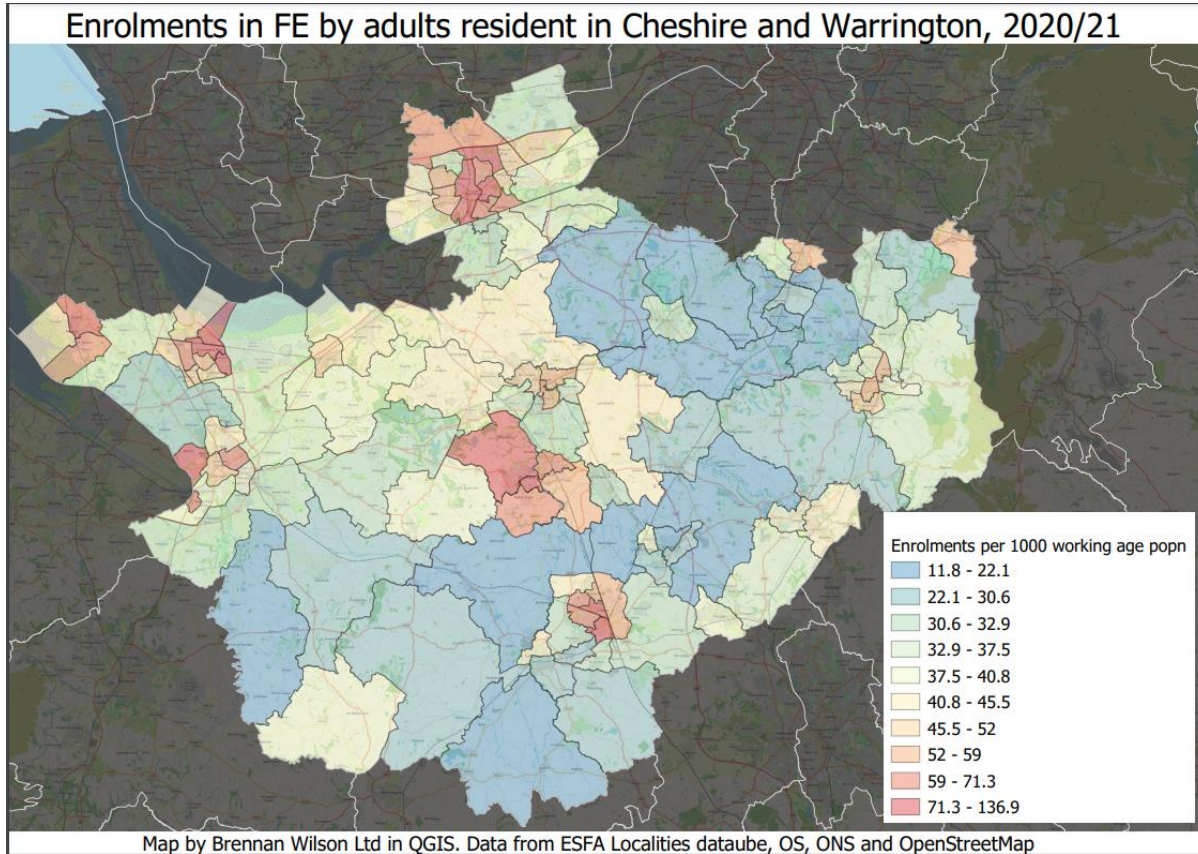 Enrolments in FE by adults resident in Cheshire and Warrington, 2020/21
Enrolments per 1000 working age popn
11.8 - 22.1
22.1 - 30.6
30.6 - 32.9
32.9 - 37.5
37.5 - 40.8
40.8 - 45.5
45.5 - 52
52 - 59
59 - 71.3
71.3 - 136.9
Map by Brennan Wilson Ltd in QGIS. Data from ESFA Localities dataube, OS, ONS and OpenStreetMap